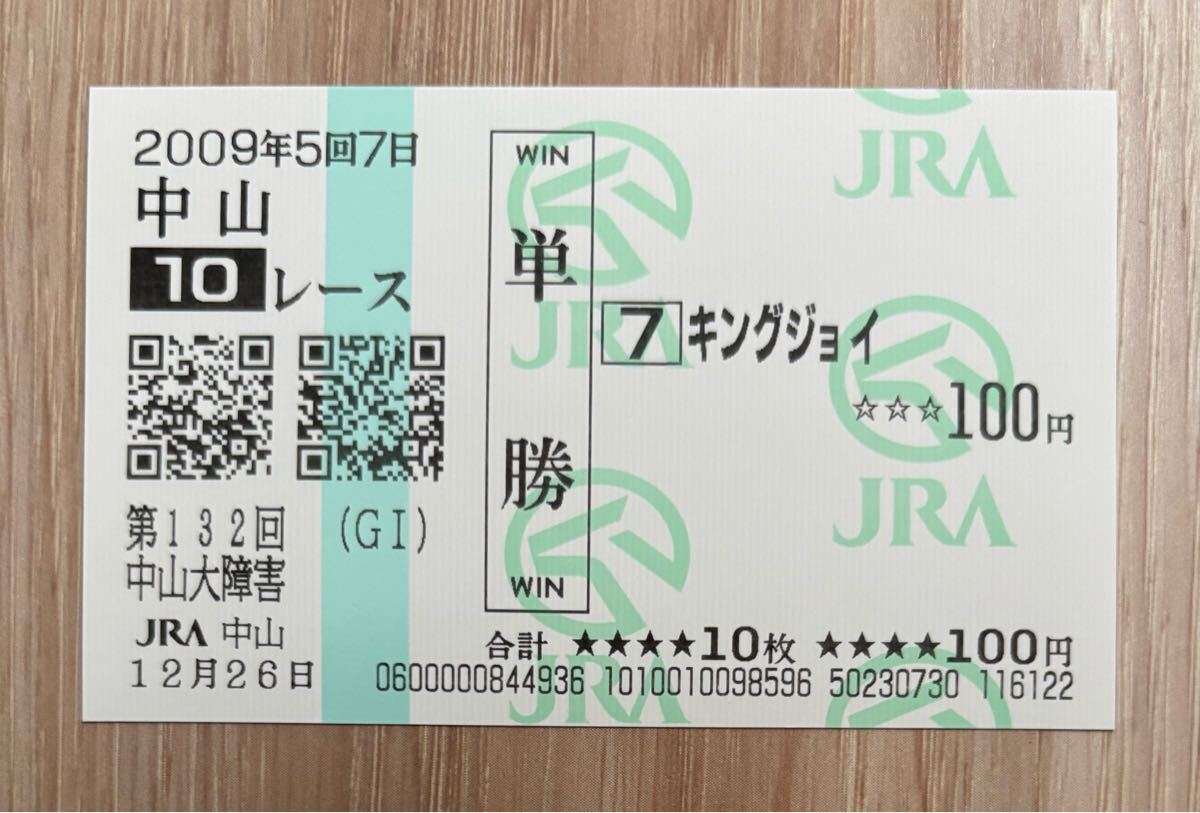 2009年5回7日
中山
10レース
第132回 (GI)
中山大障害
JRA 中山
12月26日
WIN
単勝
WIN
7 キングジョイ
☆☆☆100円
合計 ★★★★10枚 ★★★★100円
0600000844936 1010010098596 50230730 116122
JRA
JRA
JRA
JRA